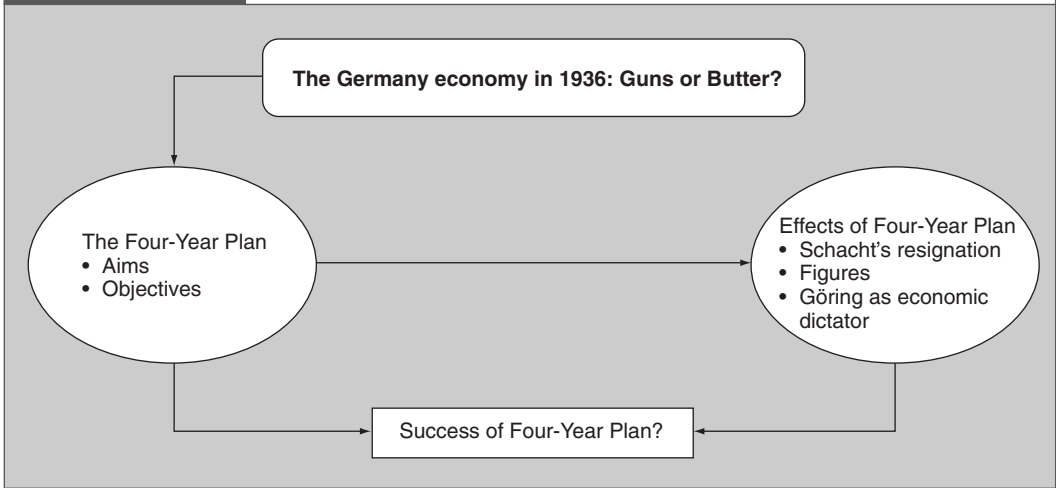 The Germany economy in 1936: Guns or Butter?
The Four-Year Plan
• Aims
• Objectives
Effects of Four-Year Plan
• Schacht's resignation
• Figures
• Göring as economic
dictator
Success of Four-Year Plan?